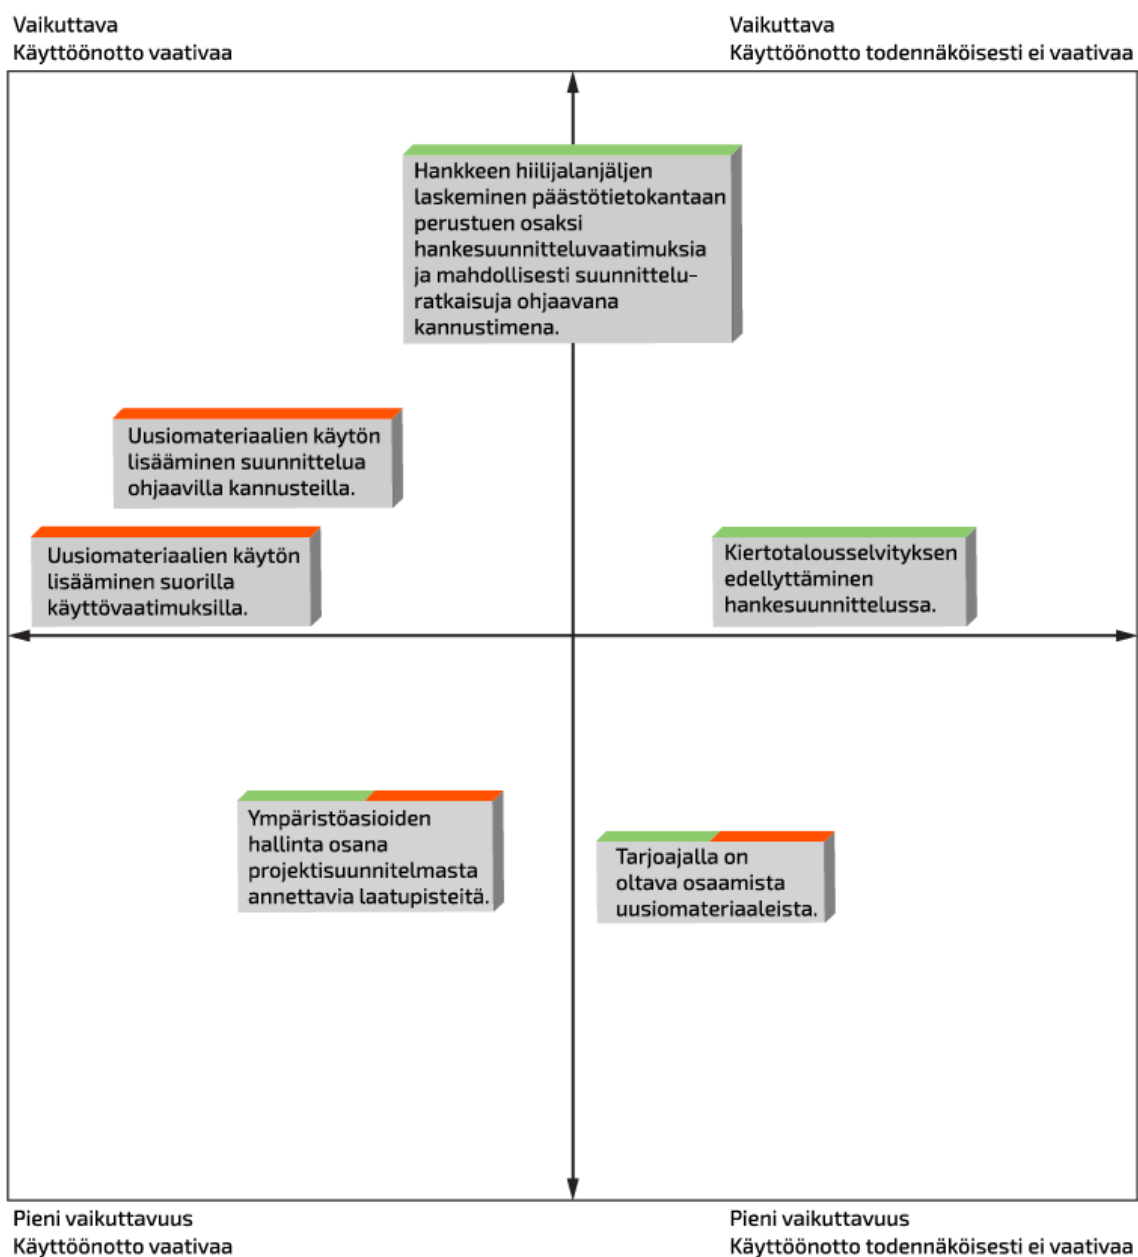 Vaikuttava
Käyttöönotto vaativaa
Vaikuttava
Käyttöönotto todennäköisesti ei vaativaa
Hankkeen hiilijalanjäljen
laskeminen päästötietokantaan
perustuen osaksi
hankesuunnitteluvaatimuksia
ja mahdollisesti suunnittelu-
ratkaisuja ohjaavana
kannustimena.
Uusiomateriaalien käytön
lisääminen suunnittelua
ohjaavilla kannusteilla.
Uusiomateriaalien käytön
lisääminen suorilla
käyttövaatimuksilla.
Kiertotalousselvityksen
edellyttäminen
hankesuunnittelussa.
Ympäristöasioiden
hallinta osana
projektisuunnitelmasta
annettavia laatupisteitä.
Tarjoajalla on
oltava osaamista
uusiomateriaaleista.
Pieni vaikuttavuus
Käyttöönotto vaativaa
Pieni vaikuttavuus
Käyttöönotto todennäköisesti ei vaativaa